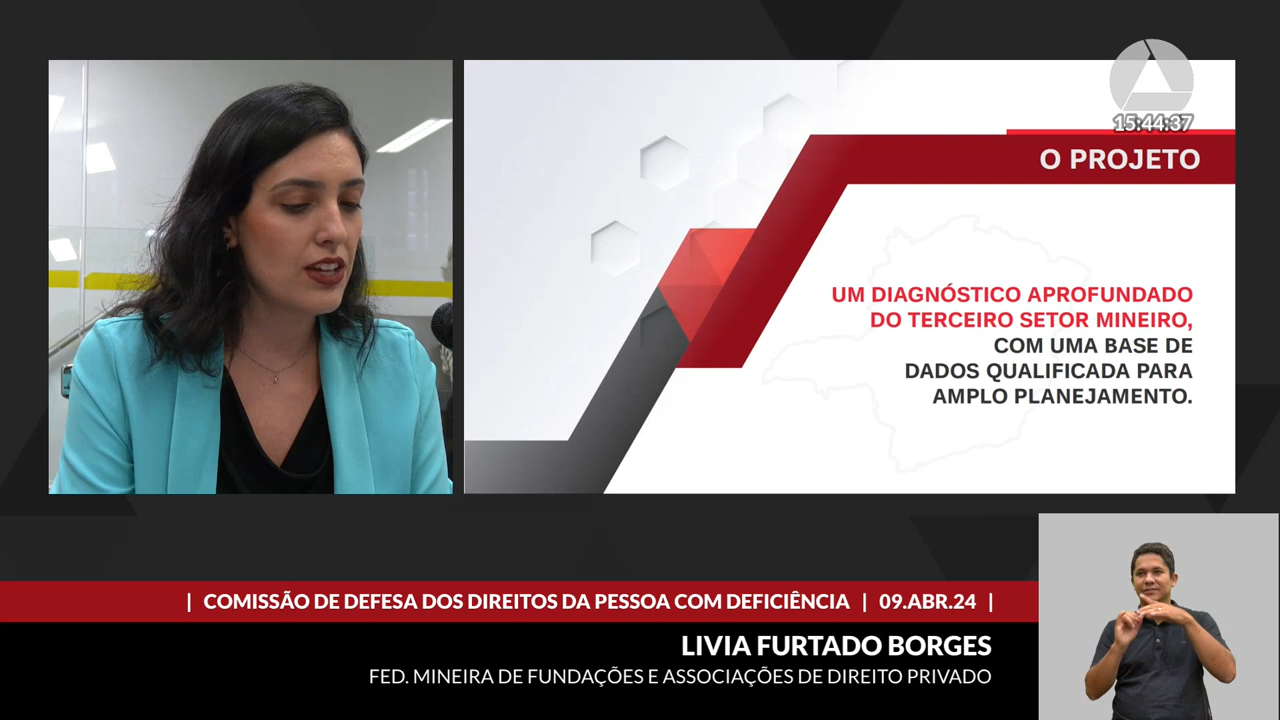 15:44:37
O PROJETO
UM DIAGNÓSTICO APROFUNDADO
DO TERCEIRO SETOR MINEIRO,
COM UMA BASE DE
DADOS QUALIFICADA PARA
AMPLO PLANEJAMENTO.
| COMISSÃO DE DEFESA DOS DIREITOS DA PESSOA COM DEFICIÊNCIA | 09.ABR.24 |
LIVIA FURTADO BORGES
FED. MINEIRA DE FUNDAÇÕES E ASSOCIAÇÕES DE DIREITO PRIVADO